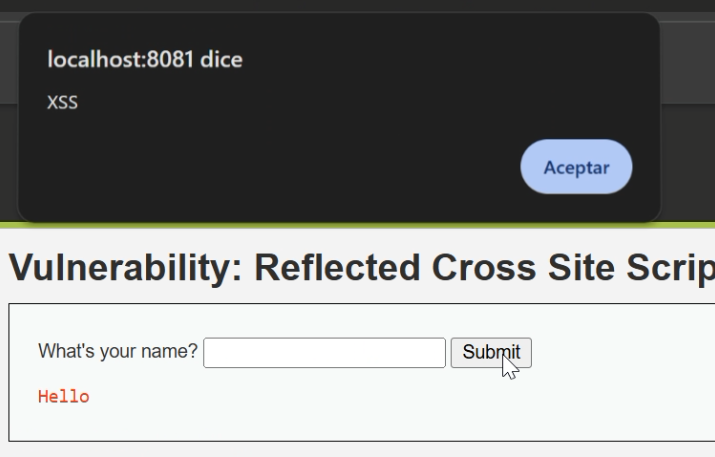 localhost:8081 dice
XSS
Aceptar
Vulnerability: Reflected Cross Site Scrip
What's your name? Submit
Hello